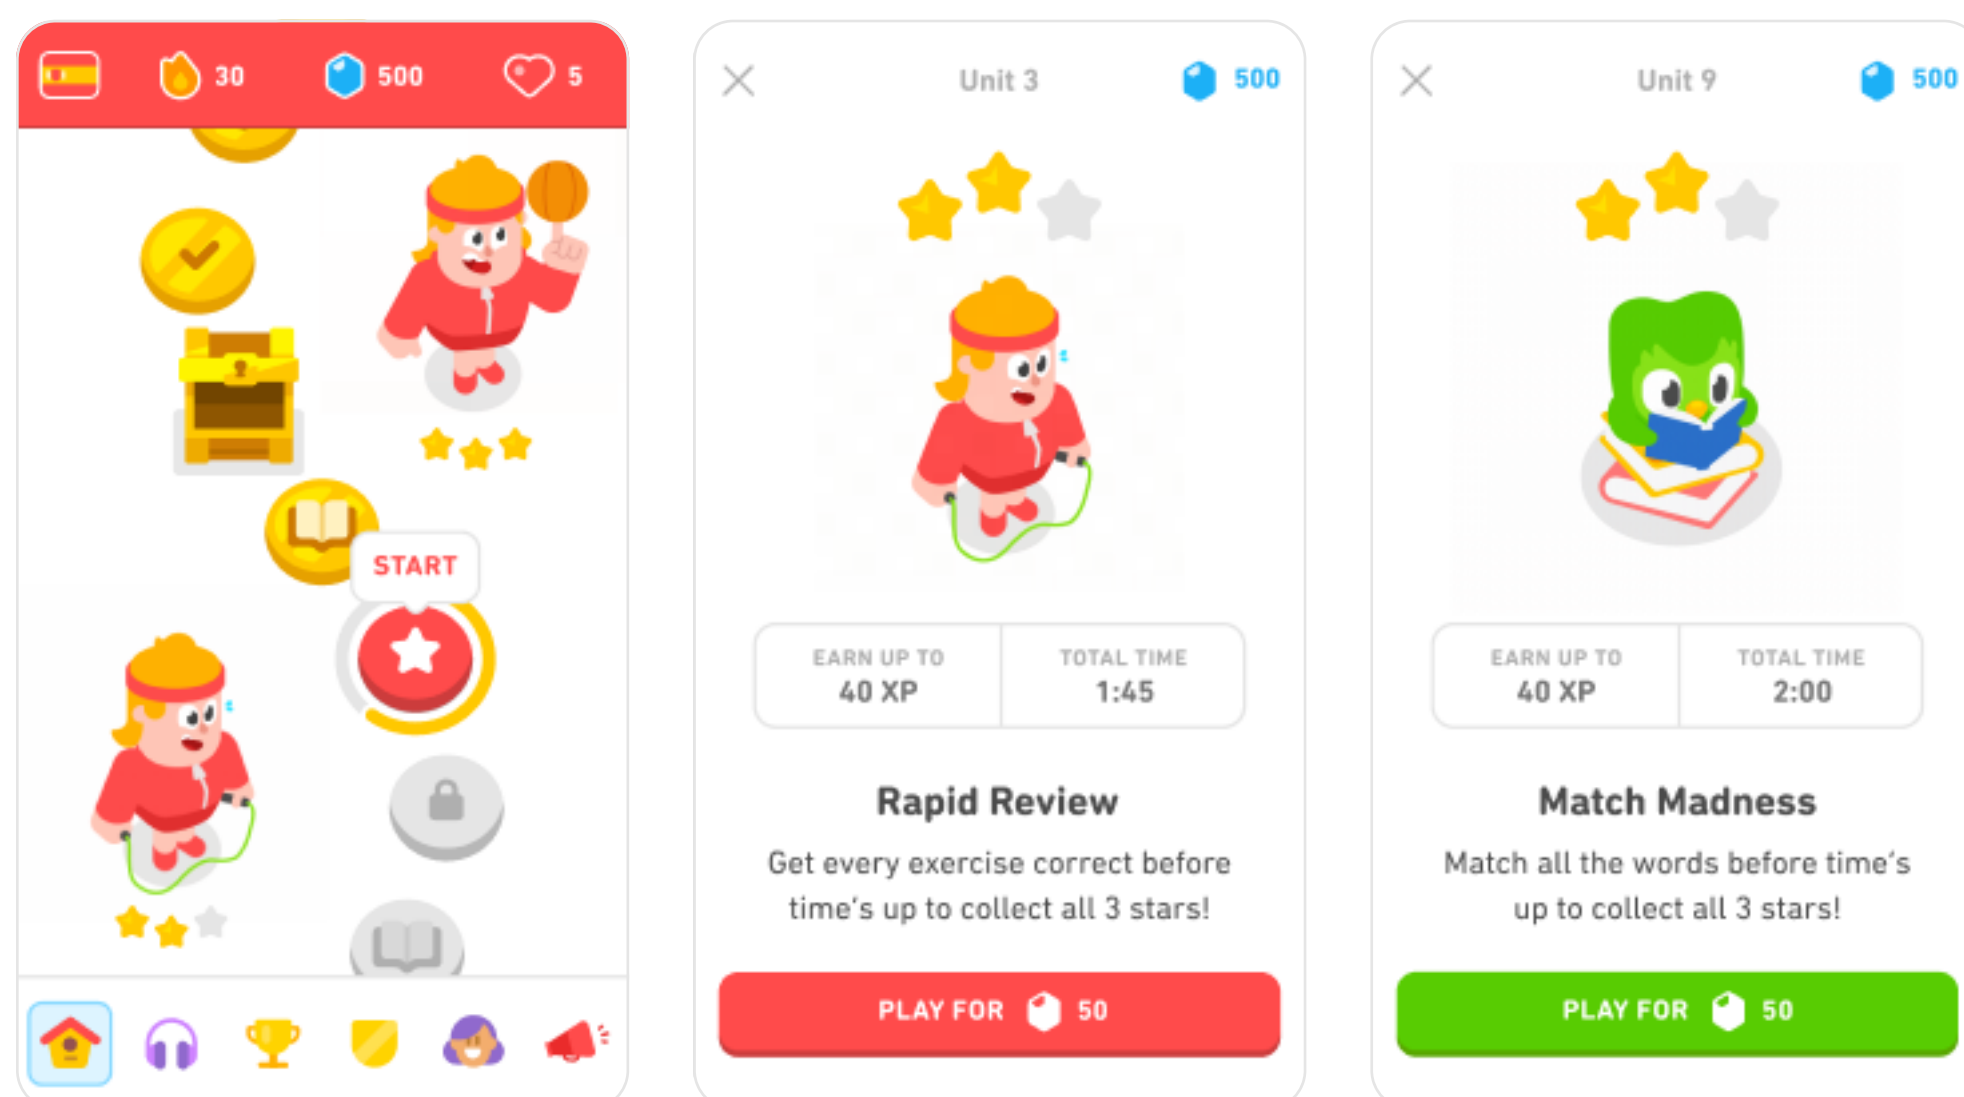 30
500
5
START
Unit 3
500
EARN UP TO
40 XP
TOTAL TIME
1:45
Rapid Review
Get every exercise correct before
time's up to collect all 3 stars!
PLAY FOR 50
Unit 9
500
EARN UP TO
40 XP
TOTAL TIME
2:00
Match Madness
Match all the words before time's
up to collect all 3 stars!
PLAY FOR 50